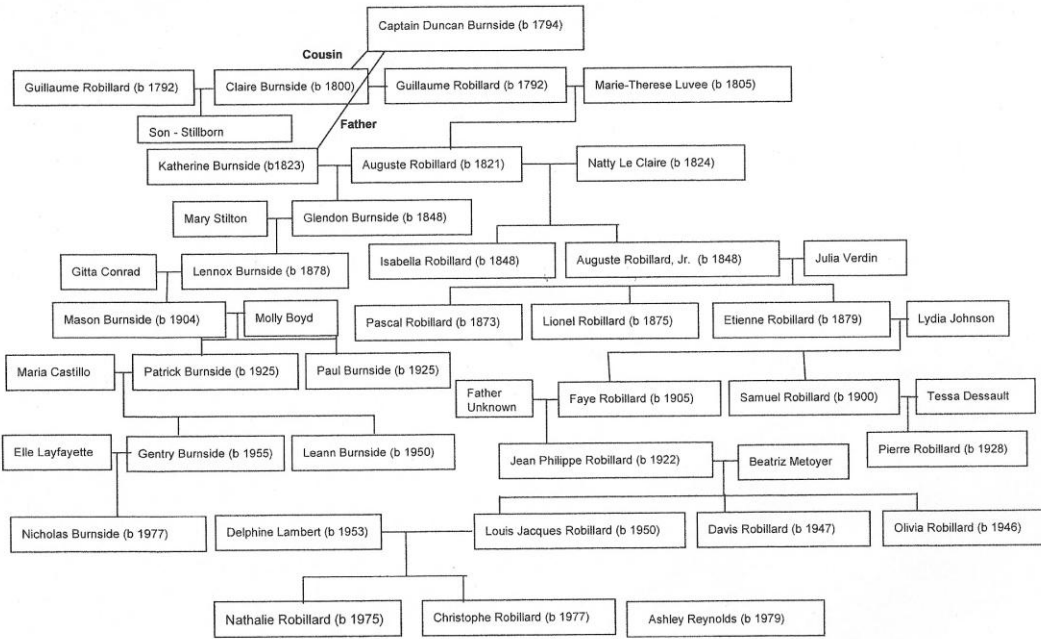 Captain Duncan Burnside (b 1794)
Cousin
Guillaume Robillard (b 1792)
Claire Burnside (b 1800)
Guillaume Robillard (b 1792)
Marie-Therese Luvee (b 1805)
Son - Stillborn
Father
Katherine Burnside (b1823)
Auguste Robillard (b 1821)
Natty Le Claire (b 1824)
Mary Stilton
Glendon Burnside (b 1848)
Isabella Robillard (b 1848)
Auguste Robillard, Jr. (b 1848)
Julia Verdin
Gitta Conrad
Lennox Burnside (b 1878)
Mason Burnside (b 1904)
Molly Boyd
Pascal Robillard (b 1873)
Lionel Robillard (b 1875)
Etienne Robillard (b 1879)
Lydia Johnson
Maria Castillo
Patrick Burnside (b 1925)
Paul Burnside (b 1925)
Father
Unknown
Faye Robillard (b 1905)
Samuel Robillard (b 1900)
Tessa Dessault
Elle Layfayette
Gentry Burnside (b 1955)
Leann Burnside (b 1950)
Jean Philippe Robillard (b 1922)
Beatriz Metoyer
Pierre Robillard (b 1928)
Nicholas Burnside (b 1977)
Delphine Lambert (b 1953)
Louis Jacques Robillard (b 1950)
Davis Robillard (b 1947)
Olivia Robillard (b 1946)
Nathalie Robillard (b 1975)
Christophe Robillard (b 1977)
Ashley Reynolds (b 1979)